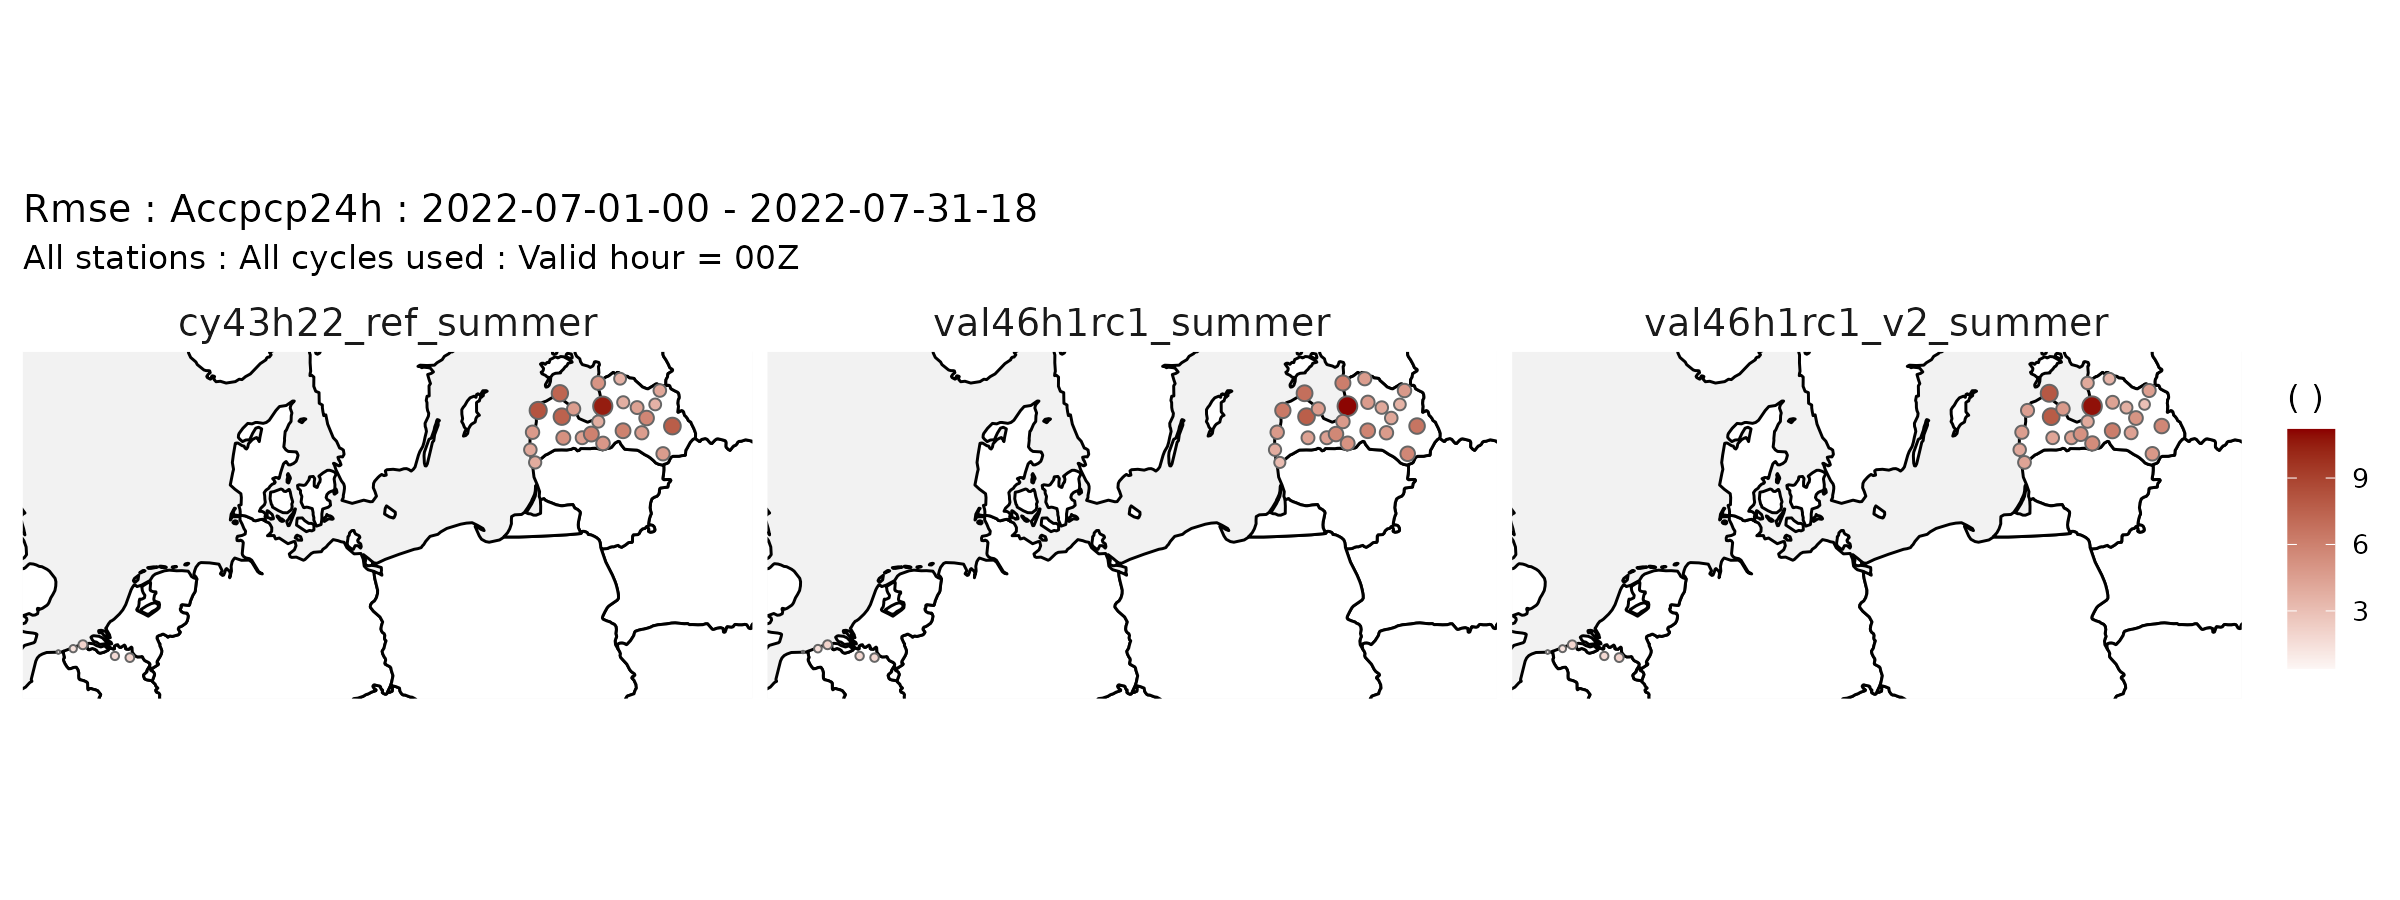 Rmse : Accpcp24h : 2022-07-01-00 - 2022-07-31-18
All stations : All cycles used : Valid hour = 00Z
cy43h22_ref_summer
val46h1rc1_summer
val46h1rc1_v2_summer
( )
9
6
3